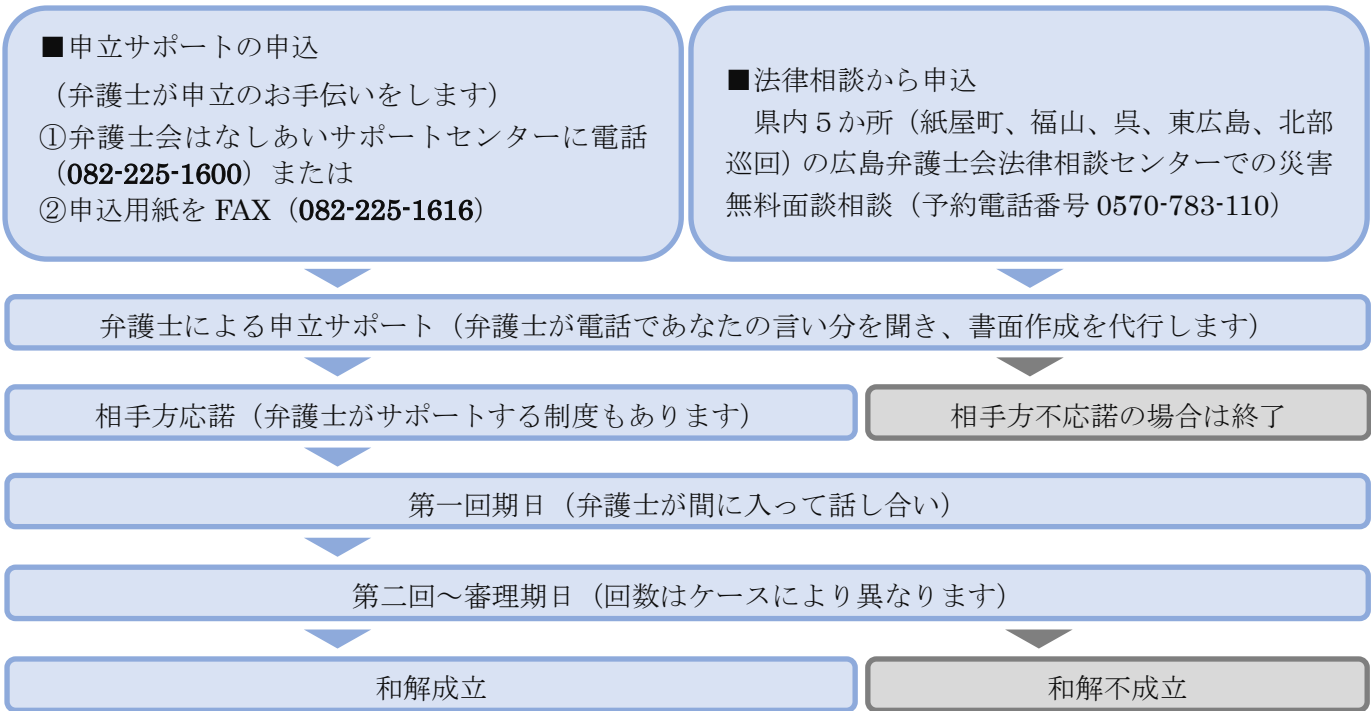 ■申立サポートの申込
（弁護士が申立のお手伝いをします）
①弁護士会はなしあいサポートセンターに電話
（082-225-1600）または
②申込用紙を FAX（082-225-1616）
■法律相談から申込
県内５か所（紙屋町、福山、呉、東広島、北部
巡回）の広島弁護士会法律相談センターでの災害
無料面談相談（予約電話番号 0570-783-110）
弁護士による申立サポート（弁護士が電話であなたの言い分を聞き、書面作成を代行します）
相手方応諾（弁護士がサポートする制度もあります）
相手方不応諾の場合は終了
第一回期日（弁護士が間に入って話し合い）
第二回～審理期日（回数はケースにより異なります）
和解成立
和解不成立